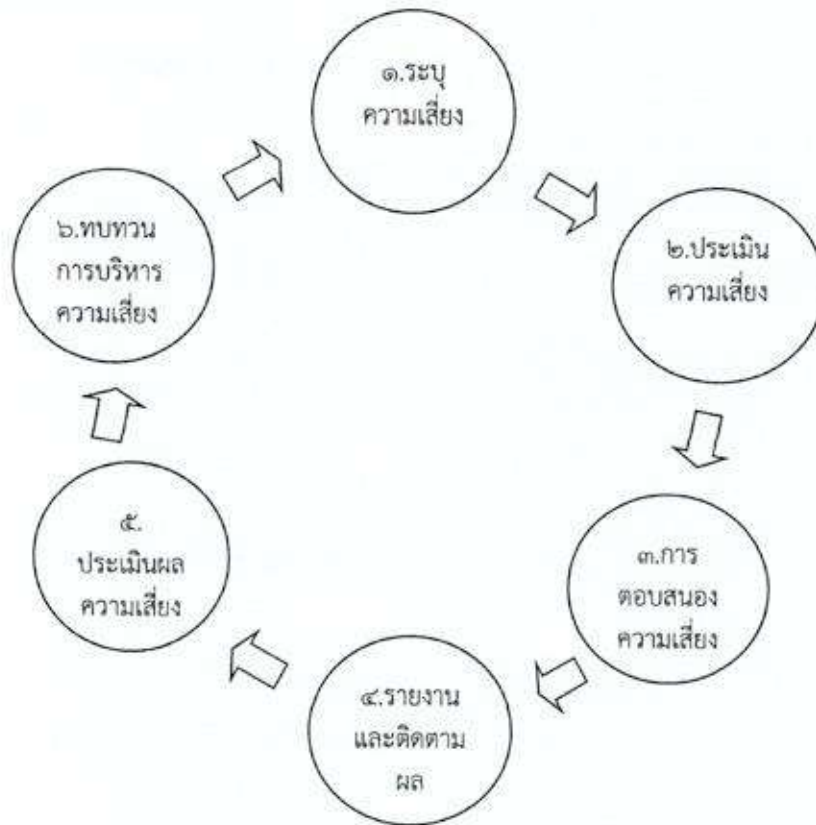 ๑.ระบุ
ความเสี่ยง
๒.ประเมิน
ความเสี่ยง
๓.การ
ตอบสนอง
ความเสี่ยง
๔.รายงาน
และติดตาม
ผล
๕.
ประเมินผล
ความเสี่ยง
๖.ทบทวน
การบริหาร
ความเสี่ยง